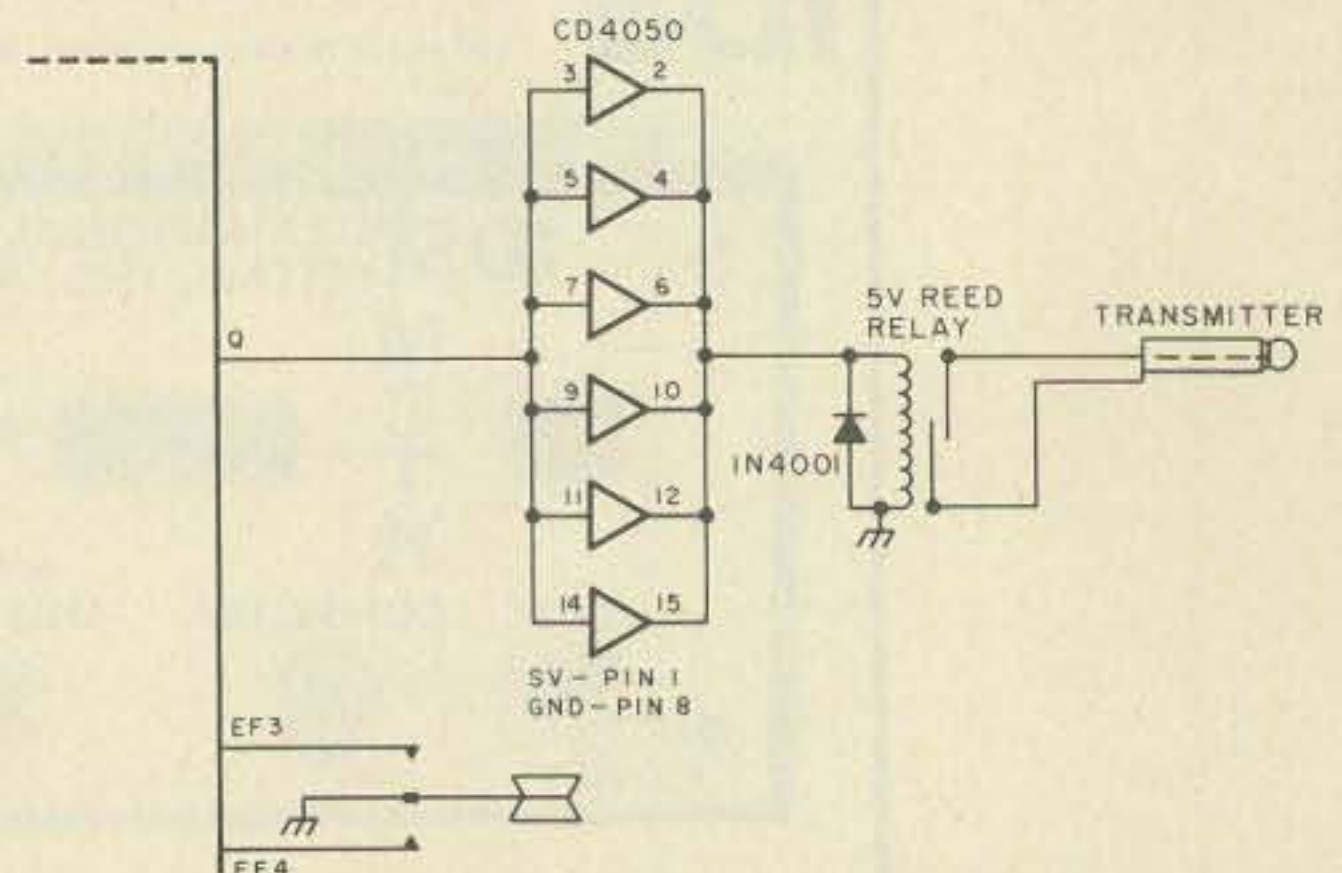 CD4050
3 2
5 4
7 6
Q
9 10
11 12
14 15
5V REED
RELAY
TRANSMITTER
1N4001
5V - PIN 1
GND - PIN 8
EF3
EF4